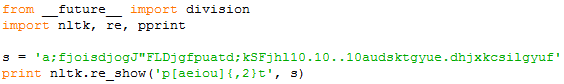 from __future__ import division
import nltk, re, pprint
s = 'a;fjoisdjogJ"FLDjgfpuatd;kSFjhl10.10..10audsktgyue.dhjxkcsilgyuf'
print nltk.re_show('p[aeiou]{,2}t', s)